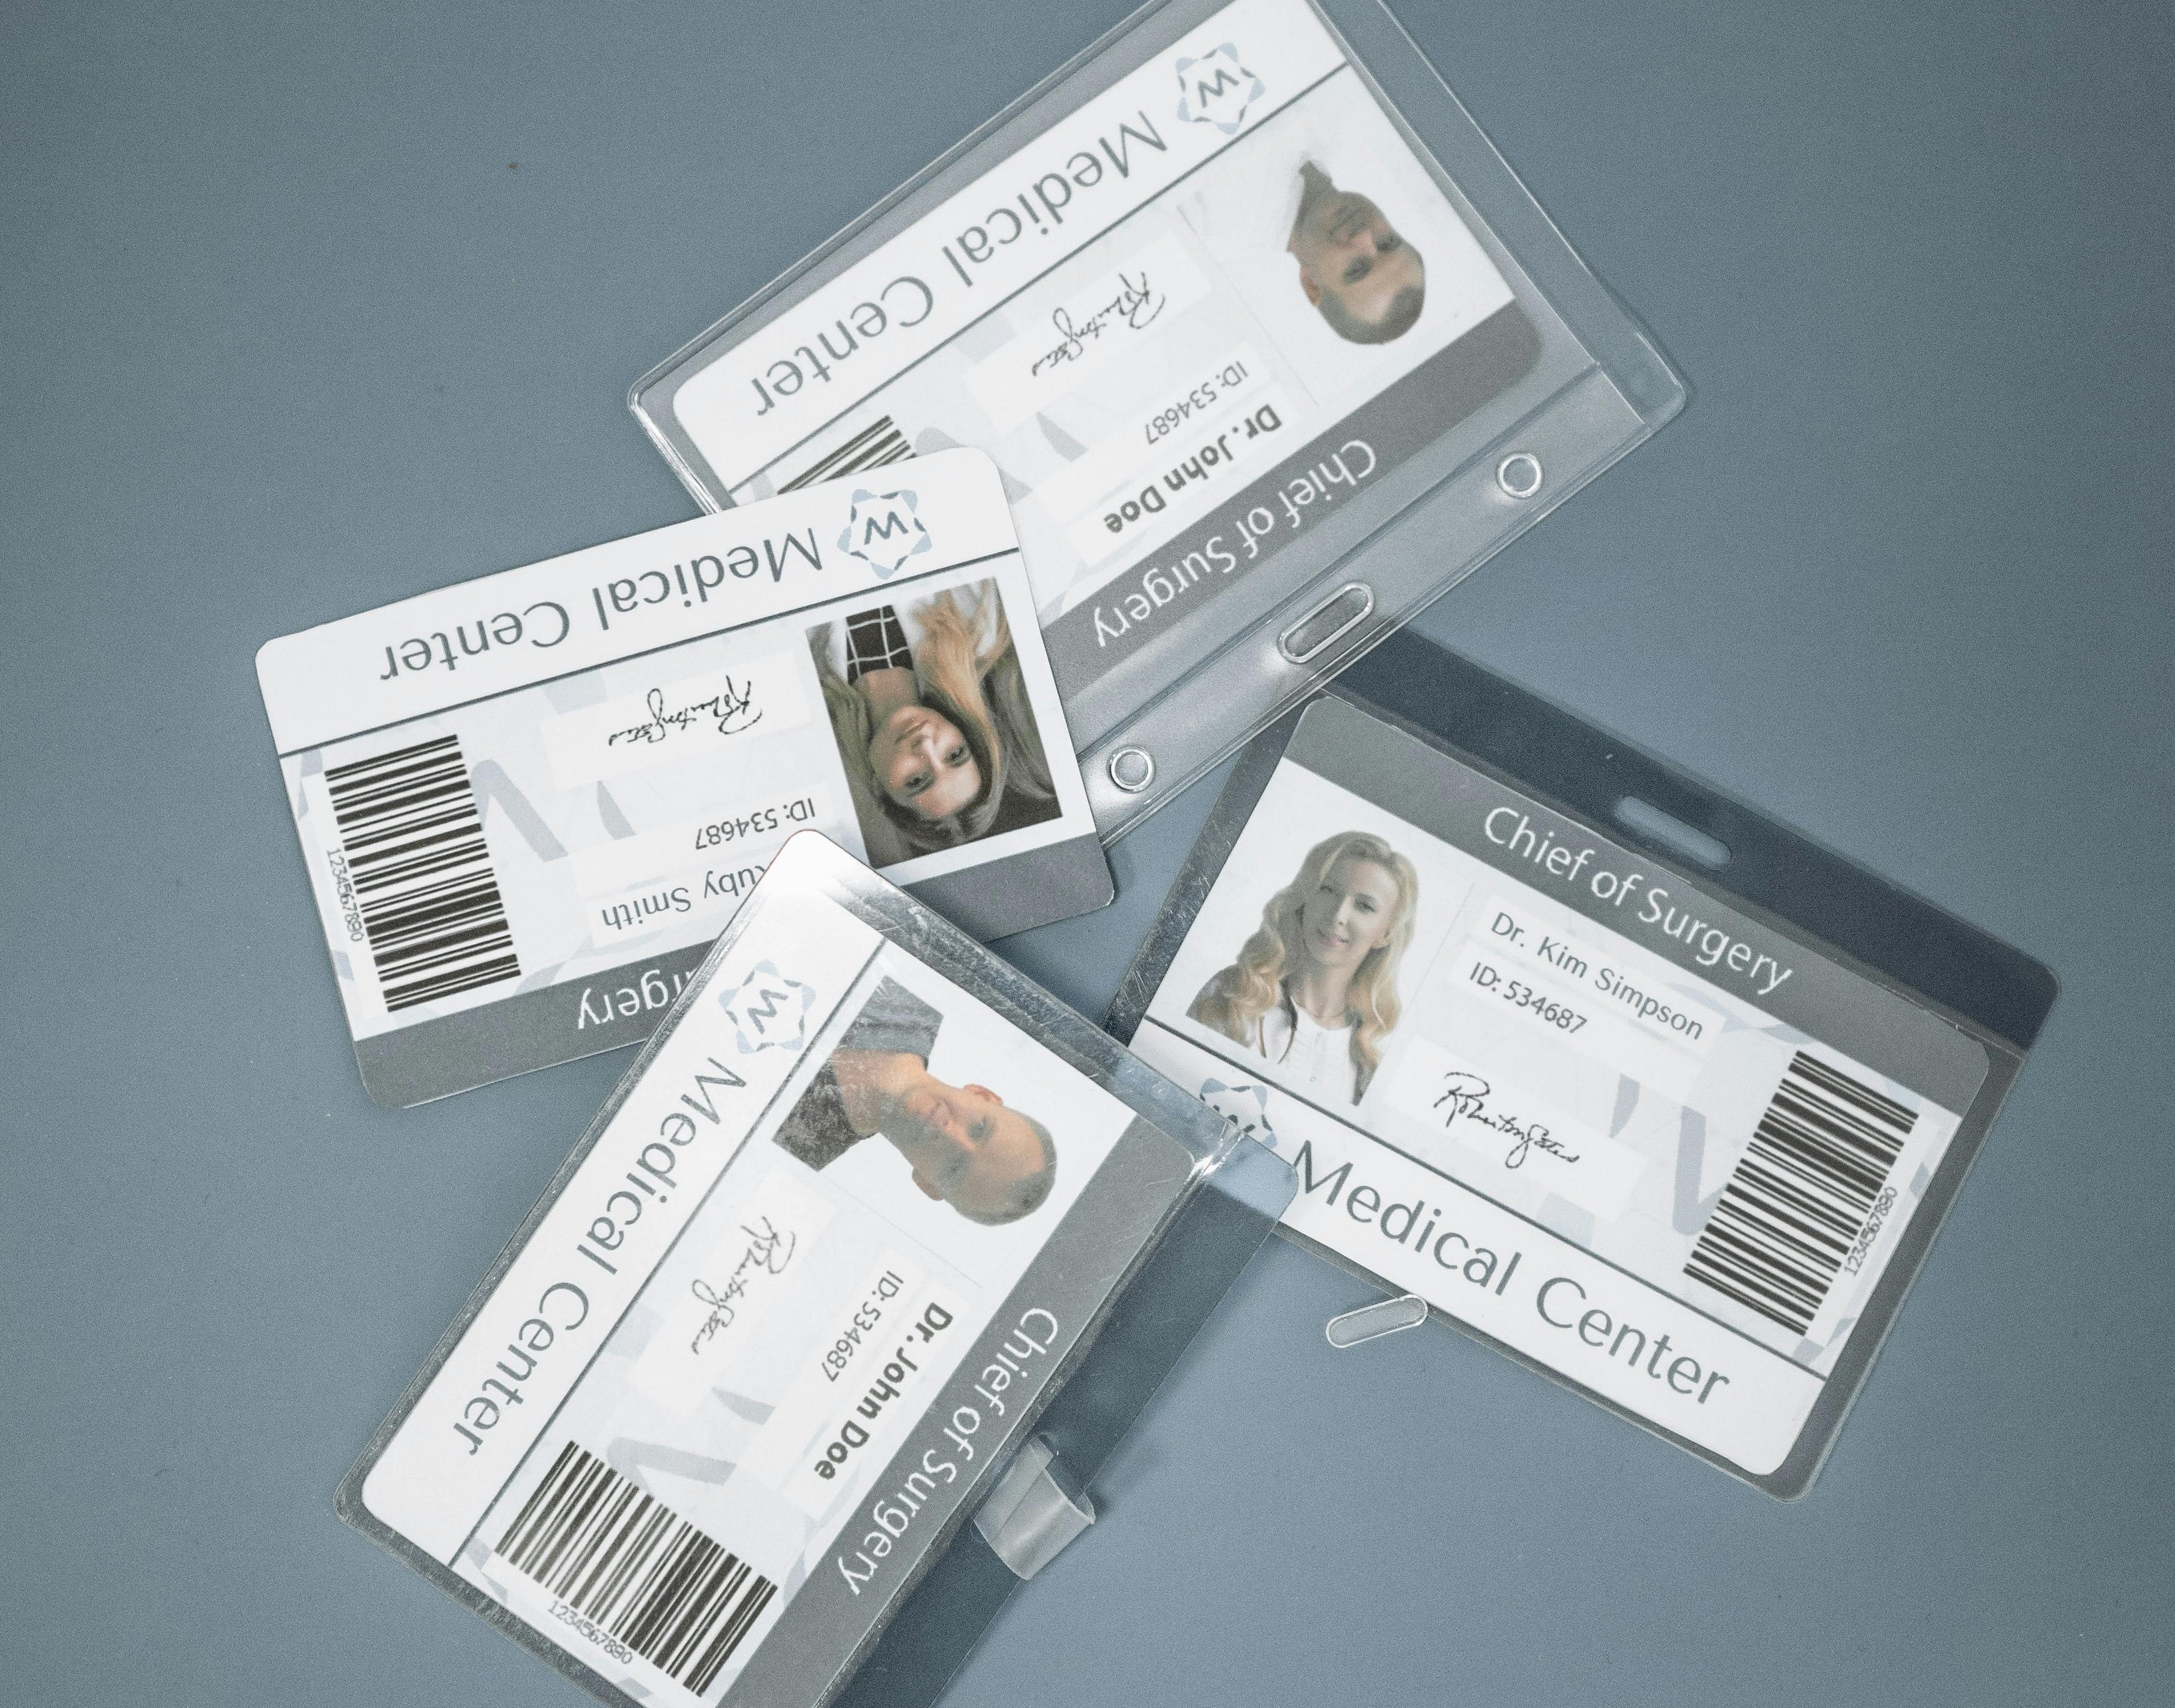 W Medical Center
ID: 534687
Dr. John Doe
Chief of Surgery
W Medical Center
ID: 534687
Smith
1234567890
Chief of Surgery
Dr. Kim Simpson
ID: 534687
1234567890
Medical Center
W Medical Center
ID: 534687
Dr. John Doe
Chief of Surgery
1234567890